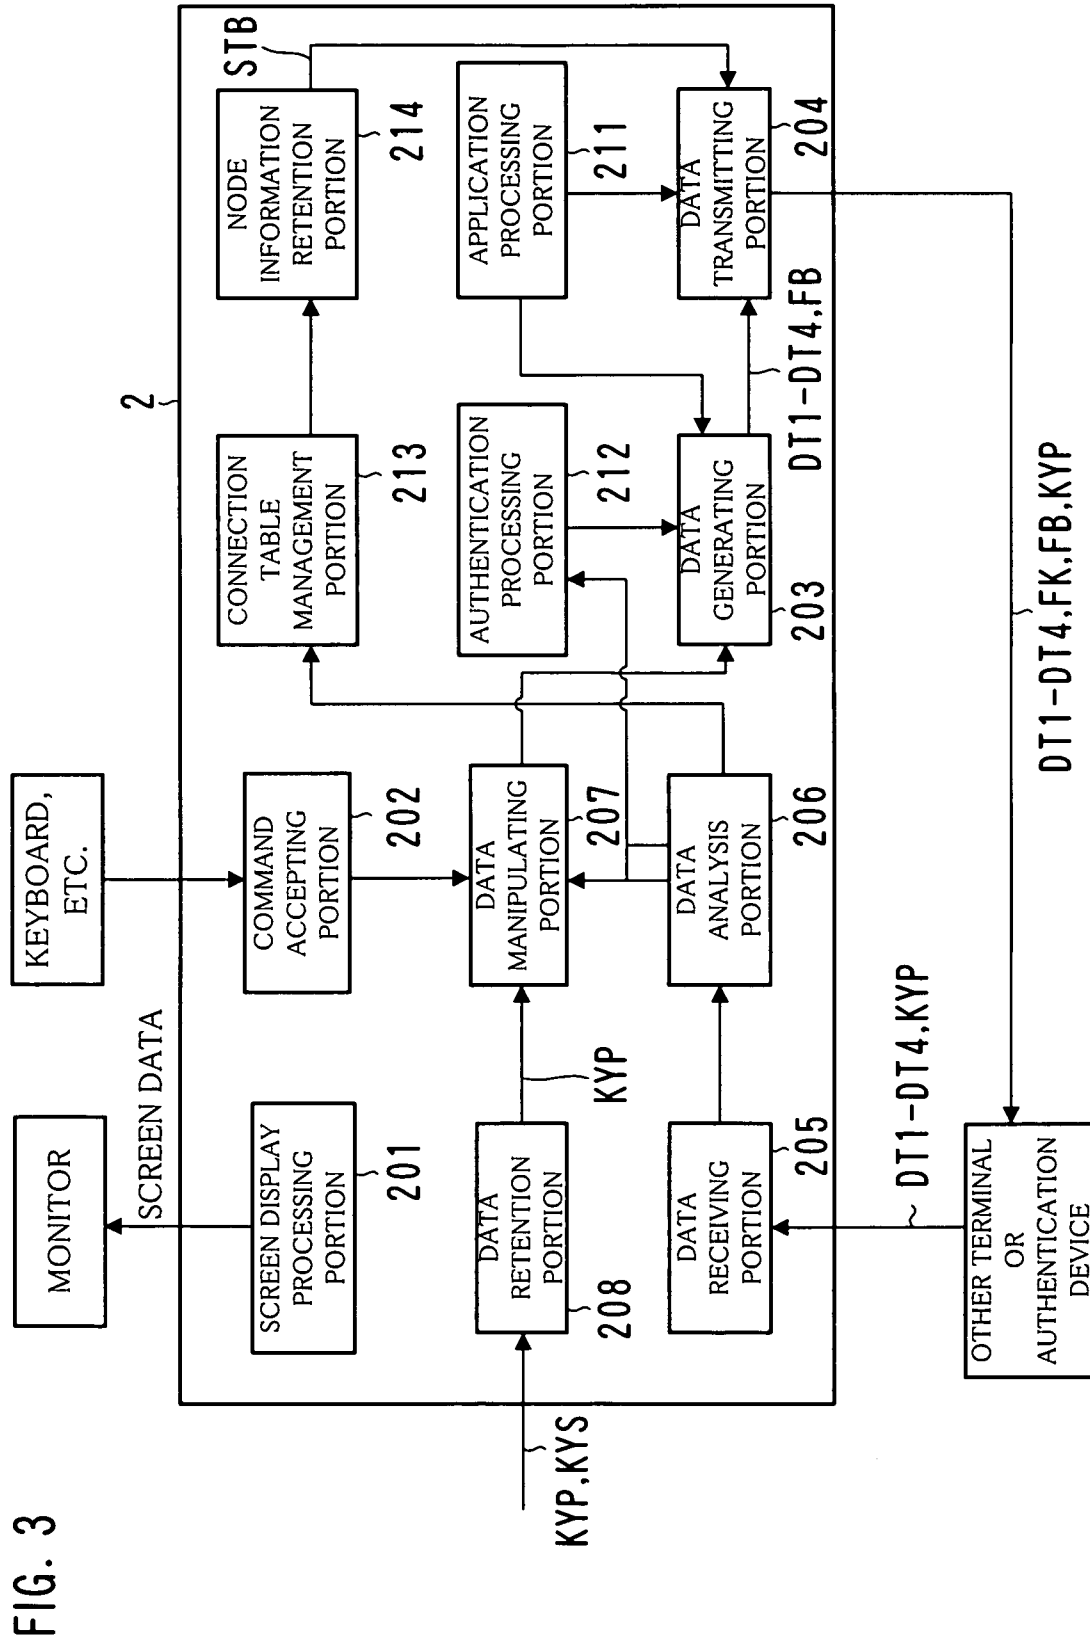 FIG. 3
MONITOR
KEYBOARD,
ETC.
SCREEN DATA
2
SCREEN DISPLAY
PROCESSING
PORTION
201
COMMAND
ACCEPTING
PORTION
202
CONNECTION
TABLE
MANAGEMENT
PORTION
213
NODE
INFORMATION
RETENTION
PORTION
214
STB
KYP,KYS
DATA
RETENTION
PORTION
208
KYP
DATA
MANIPULATING
PORTION
207
AUTHENTICATION
PROCESSING
PORTION
212
APPLICATION
PROCESSING
PORTION
211
DATA
RECEIVING
PORTION
205
DATA
ANALYSIS
PORTION
206
DATA
GENERATING
PORTION
203
DT1-DT4,FB
DATA
TRANSMITTING
PORTION
204
DT1-DT4,KYP
DT1-DT4,FK,FB,KYP
OTHER TERMINAL
OR
AUTHENTICATION
DEVICE